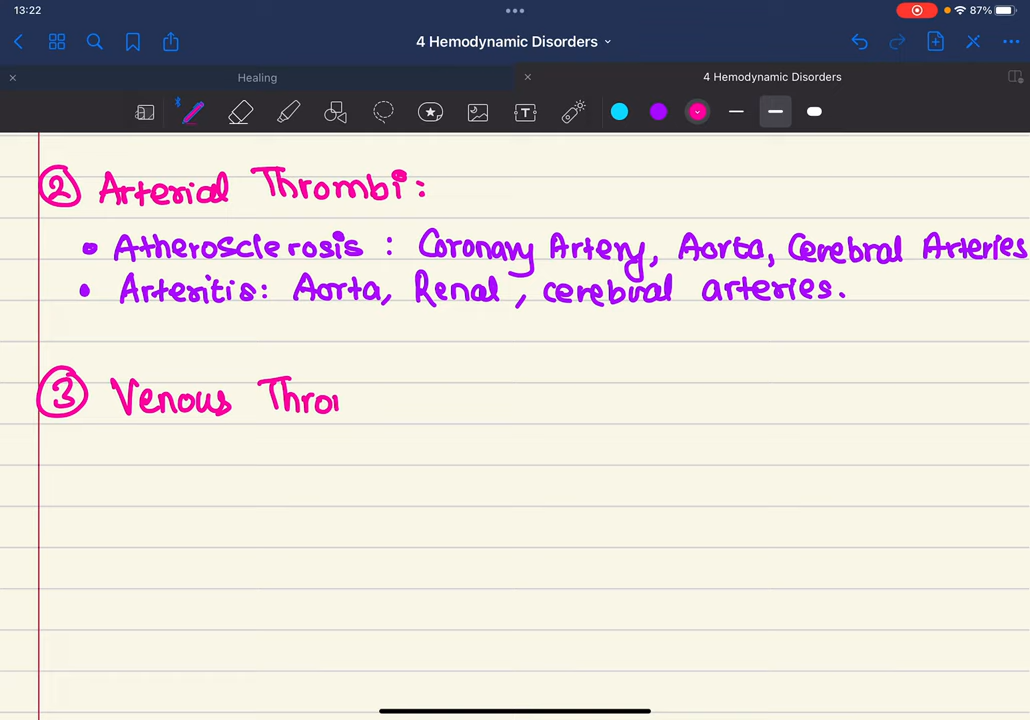 13:22
87%
4 Hemodynamic Disorders
Healing
4 Hemodynamic Disorders
② Arterial Thrombi:
• Atherosclerosis : Coronary Artery, Aorta, Cerebral Arteries
• Arteritis: Aorta, Renal, cerebral arteries.
③ Venous Thro